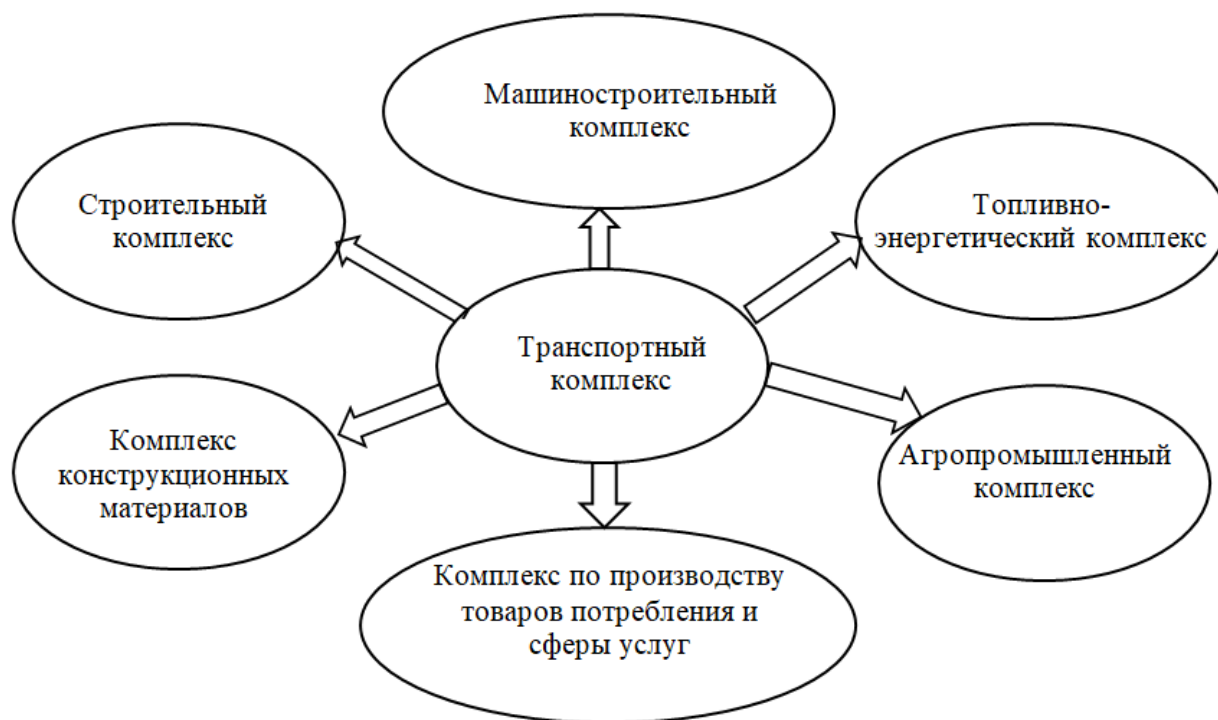 Машиностроительный
комплекс
Строительный
комплекс
Топливно-
энергетический комплекс
Транспортный
комплекс
Комплекс
конструкционных
материалов
Агропромышленный
комплекс
Комплекс по производству
товаров потребления и
сферы услуг